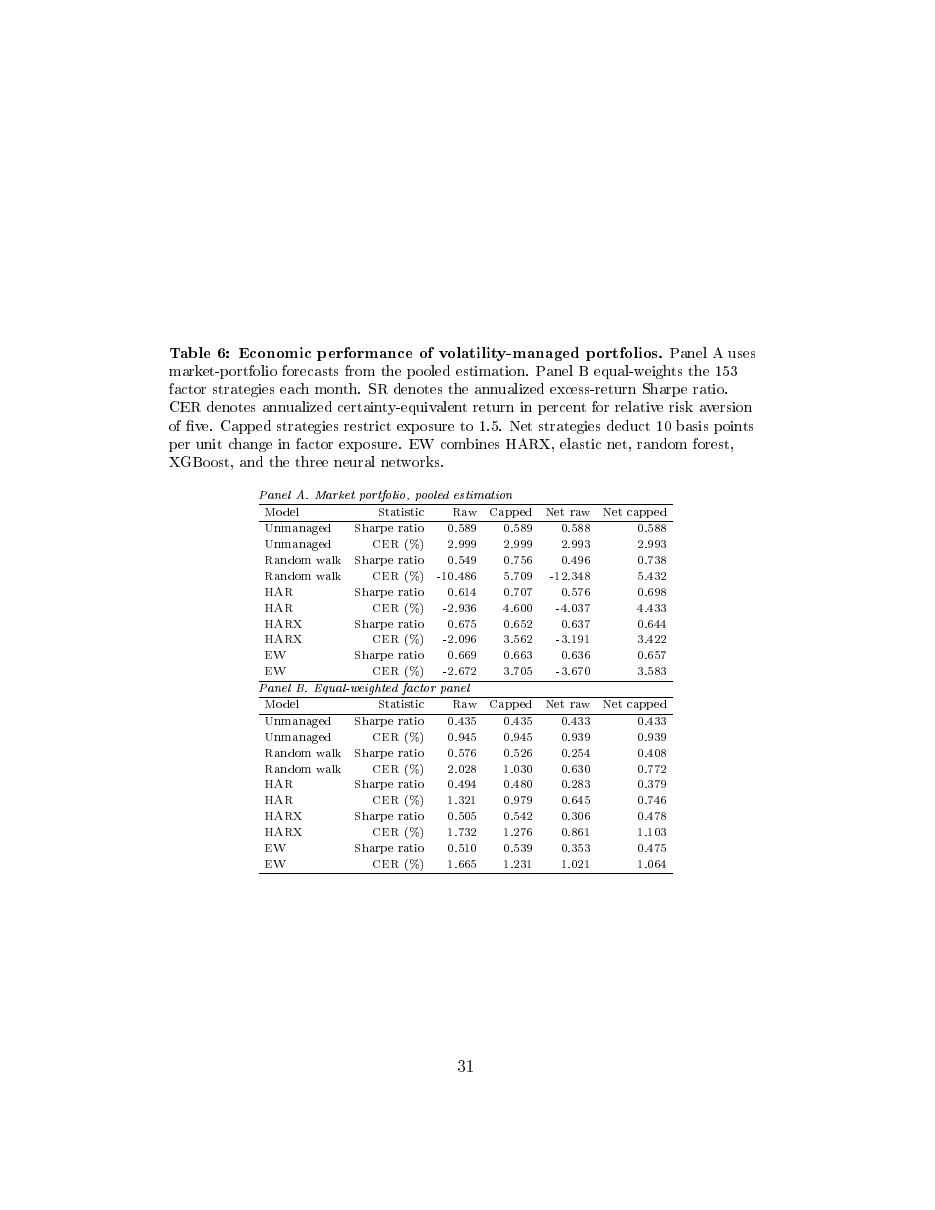 Table 6: Economic performance of volatility-managed portfolios. Panel A uses
market-portfolio forecasts from the pooled estimation. Panel B equal-weights the 153
factor strategies each month. SR denotes the annualized excess-return Sharpe ratio.
CER denotes annualized certainty-equivalent return in percent for relative risk aversion
of five. Capped strategies restrict exposure to 1.5. Net strategies deduct 10 basis points
per unit change in factor exposure. EW combines HARX, elastic net, random forest,
XGBoost, and the three neural networks.
Panel A. Market portfolio, pooled estimation
Model Statistic Raw Capped Net raw Net capped
Unmanaged Sharpe ratio 0.589 0.589 0.588 0.588
Unmanaged CER (%) 2.999 2.999 2.993 2.993
Random walk Sharpe ratio 0.549 0.756 0.496 0.738
Random walk CER (%) -10.486 5.709 -12.348 5.432
HAR Sharpe ratio 0.614 0.707 0.576 0.698
HAR CER (%) -2.936 4.600 -4.037 4.433
HARX Sharpe ratio 0.675 0.652 0.637 0.644
HARX CER (%) -2.096 3.562 -3.191 3.422
EW Sharpe ratio 0.669 0.663 0.636 0.657
EW CER (%) -2.672 3.705 -3.670 3.583
Panel B. Equal-weighted factor panel
Model Statistic Raw Capped Net raw Net capped
Unmanaged Sharpe ratio 0.435 0.435 0.433 0.433
Unmanaged CER (%) 0.945 0.945 0.939 0.939
Random walk Sharpe ratio 0.576 0.526 0.254 0.408
Random walk CER (%) 2.028 1.030 0.630 0.772
HAR Sharpe ratio 0.494 0.480 0.283 0.379
HAR CER (%) 1.321 0.979 0.645 0.746
HARX Sharpe ratio 0.505 0.542 0.306 0.478
HARX CER (%) 1.732 1.276 0.861 1.103
EW Sharpe ratio 0.510 0.539 0.353 0.475
EW CER (%) 1.665 1.231 1.021 1.064
31